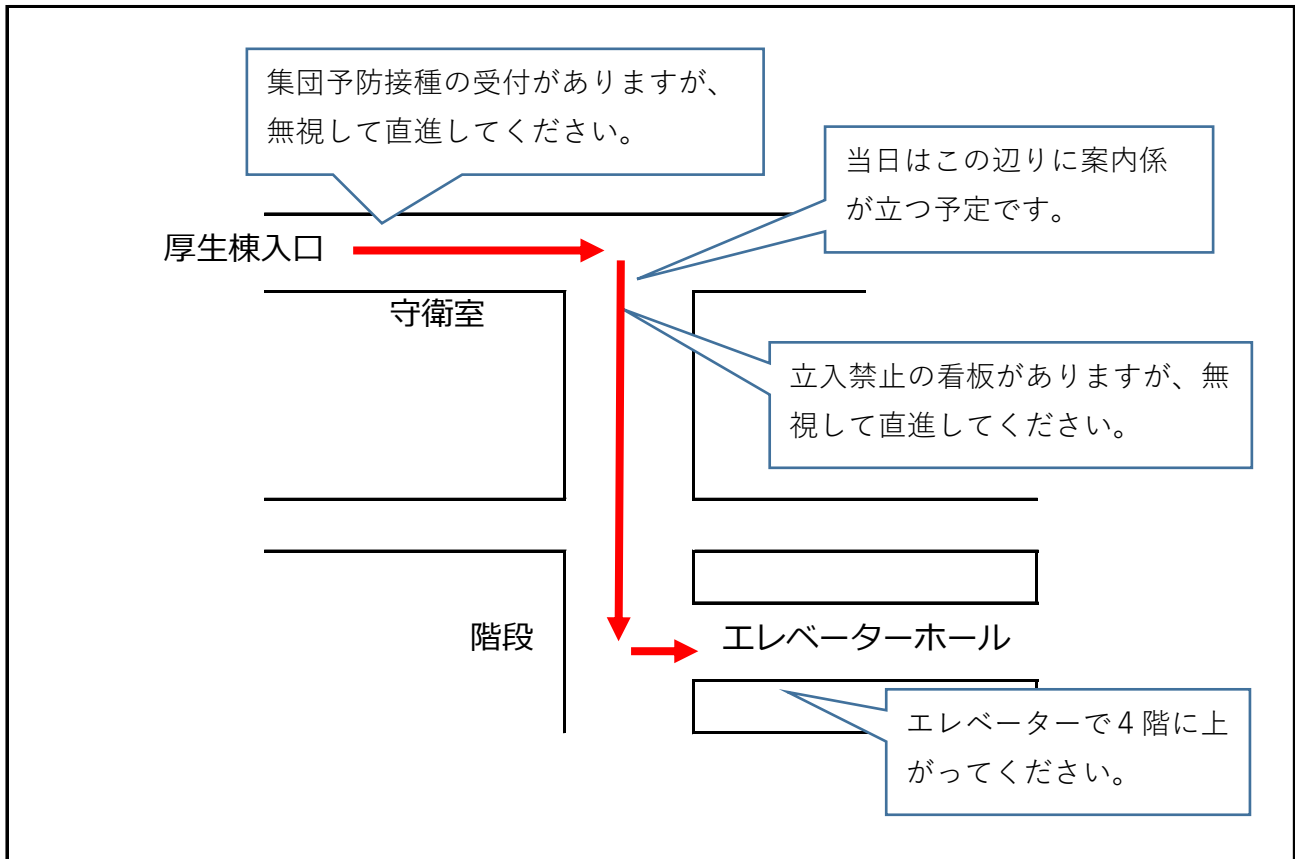 集団予防接種の受付がありますが、
無視して直進してください。
当日はこの辺りに案内係
が立つ予定です。
厚生棟入口
守衛室
立入禁止の看板がありますが、無
視して直進してください。
階段
エレベーターホール
エレベーターで４階に上
がってください。